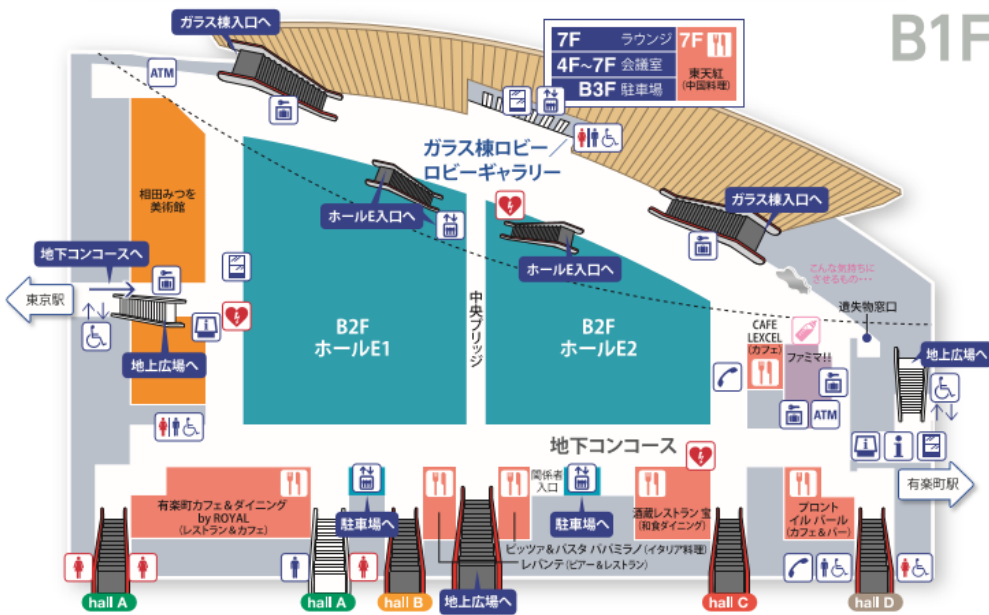 B1F
ガラス棟入口へ
7F ラウンジ
4F~7F 会議室
B3F 駐車場
7F
東天紅
(中国料理)
ATM
ガラス棟ロビー/
ロビーギャラリー
相田みつを
美術館
ホールE入口へ
ガラス棟入口へ
ホールE入口へ
地下コンコースへ
東京駅
こんな気持ちに
させるもの・・・
遺失物窓口
B2F
ホールE1
中央ブリッジ
B2F
ホールE2
CAFE
LEXCEL
(カフェ)
ファミマ!!
地上広場へ
地上広場へ
ATM
地下コンコース
有楽町駅
有楽町カフェ&ダイニング
by ROYAL
(レストラン&カフェ)
駐車場へ
関係者
入口
駐車場へ
酒蔵レストラン 宝
(和食ダイニング)
プロント
イル バール
(カフェ&バー)
ピッツァ&パスタ パパミラノ(イタリア料理)
レバンテ(ビアー&レストラン)
hall A
hall A
hall B
地上広場へ
hall C
hall D